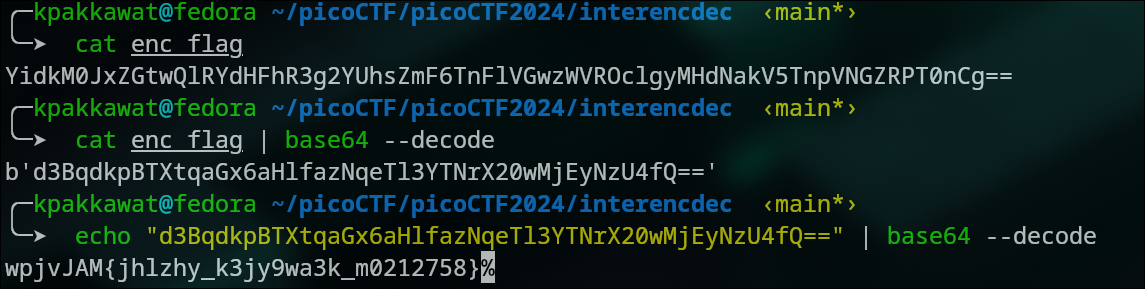 ╭─kpakkawat@fedora ~/picoCTF/picoCTF2024/interencdec ‹main*›
╰─➤ cat enc_flag
YidkM0JxZGtwQlRYdHFhR3g2YUhsZmF6TnFlVGwzWVROclgyMHdNakV5TnpVNGZRPT0nCg==
╭─kpakkawat@fedora ~/picoCTF/picoCTF2024/interencdec ‹main*›
╰─➤ cat enc_flag | base64 --decode
b'd3BqdkpBTXtqaGx6aHlfazNqeTl3YTNrX20wMjEyNzU4fQ=='
╭─kpakkawat@fedora ~/picoCTF/picoCTF2024/interencdec ‹main*›
╰─➤ echo "d3BqdkpBTXtqaGx6aHlfazNqeTl3YTNrX20wMjEyNzU4fQ==" | base64 --decode
wpjvJAM{jhlzhy_k3jy9wa3k_m0212758}%